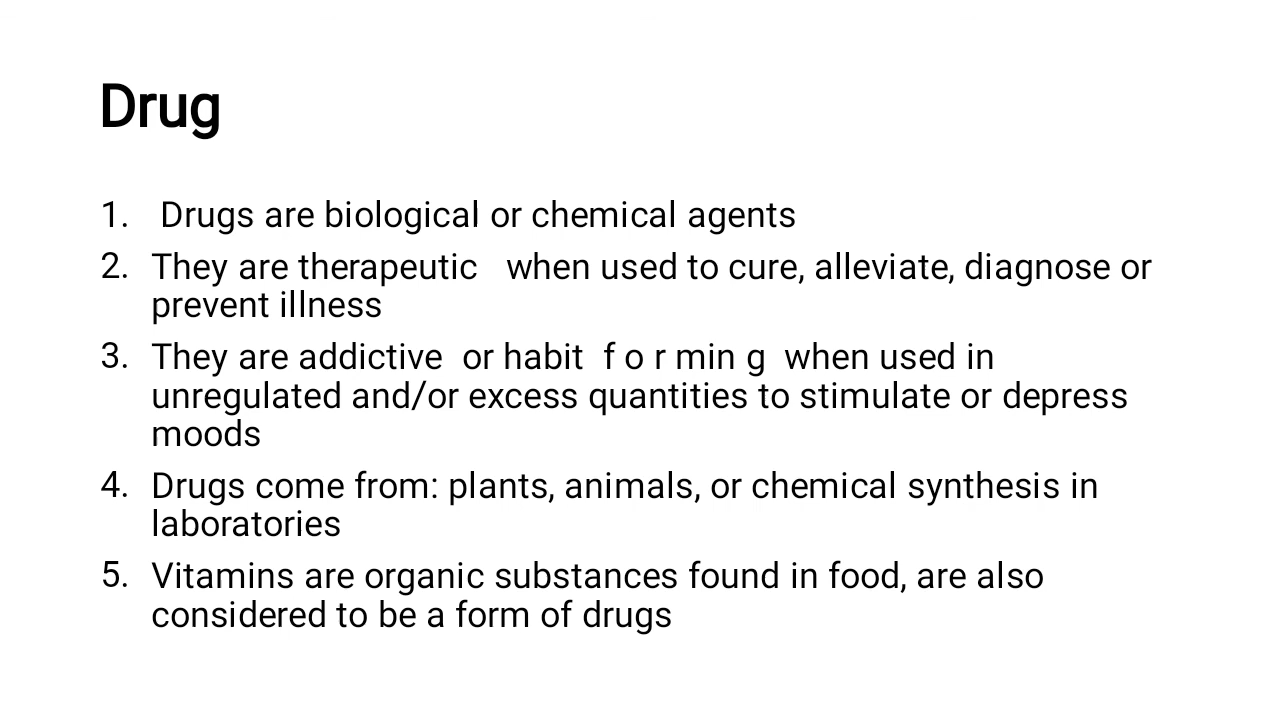 Drug
1. Drugs are biological or chemical agents
2. They are therapeutic when used to cure, alleviate, diagnose or
prevent illness
3. They are addictive or habit f o r min g when used in
unregulated and/or excess quantities to stimulate or depress
moods
4. Drugs come from: plants, animals, or chemical synthesis in
laboratories
5. Vitamins are organic substances found in food, are also
considered to be a form of drugs